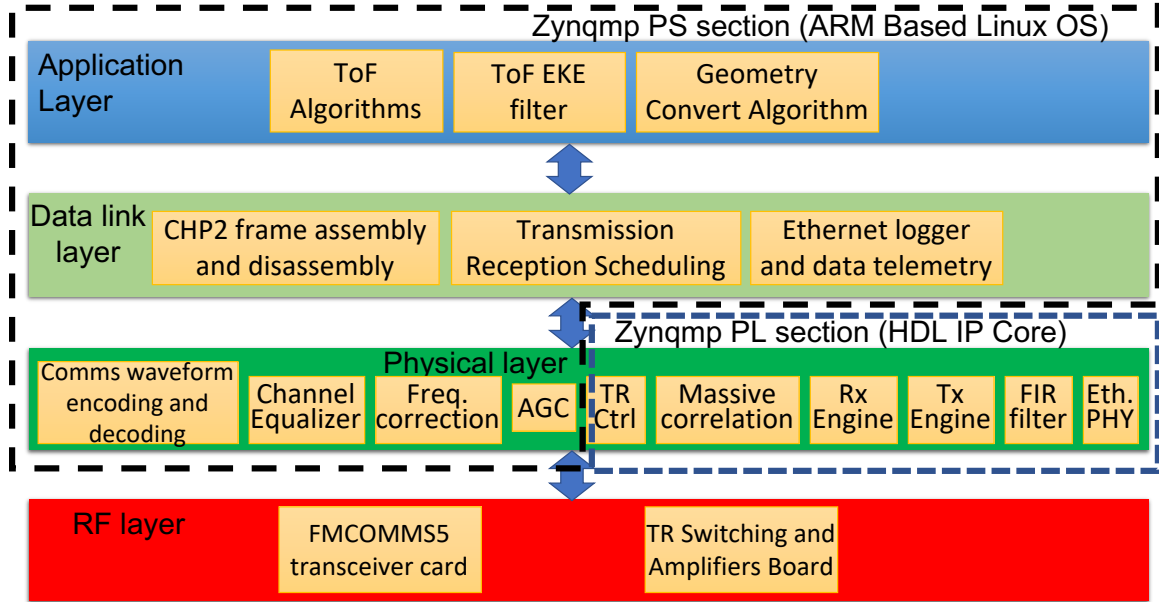 Zynqmp PS section (ARM Based Linux OS)
Application
Layer
ToF
Algorithms
ToF EKE
filter
Geometry
Convert Algorithm
Data link
layer
CHP2 frame assembly
and disassembly
Transmission
Reception Scheduling
Ethernet logger
and data telemetry
Zynqmp PL section (HDL IP Core)
Physical layer
Comms waveform
encoding and
decoding
Channel
Equalizer
Freq.
correction
AGC
TR
Ctrl
Massive
correlation
Rx
Engine
Tx
Engine
FIR
filter
Eth.
PHY
RF layer
FMCOMMS5
transceiver card
TR Switching and
Amplifiers Board